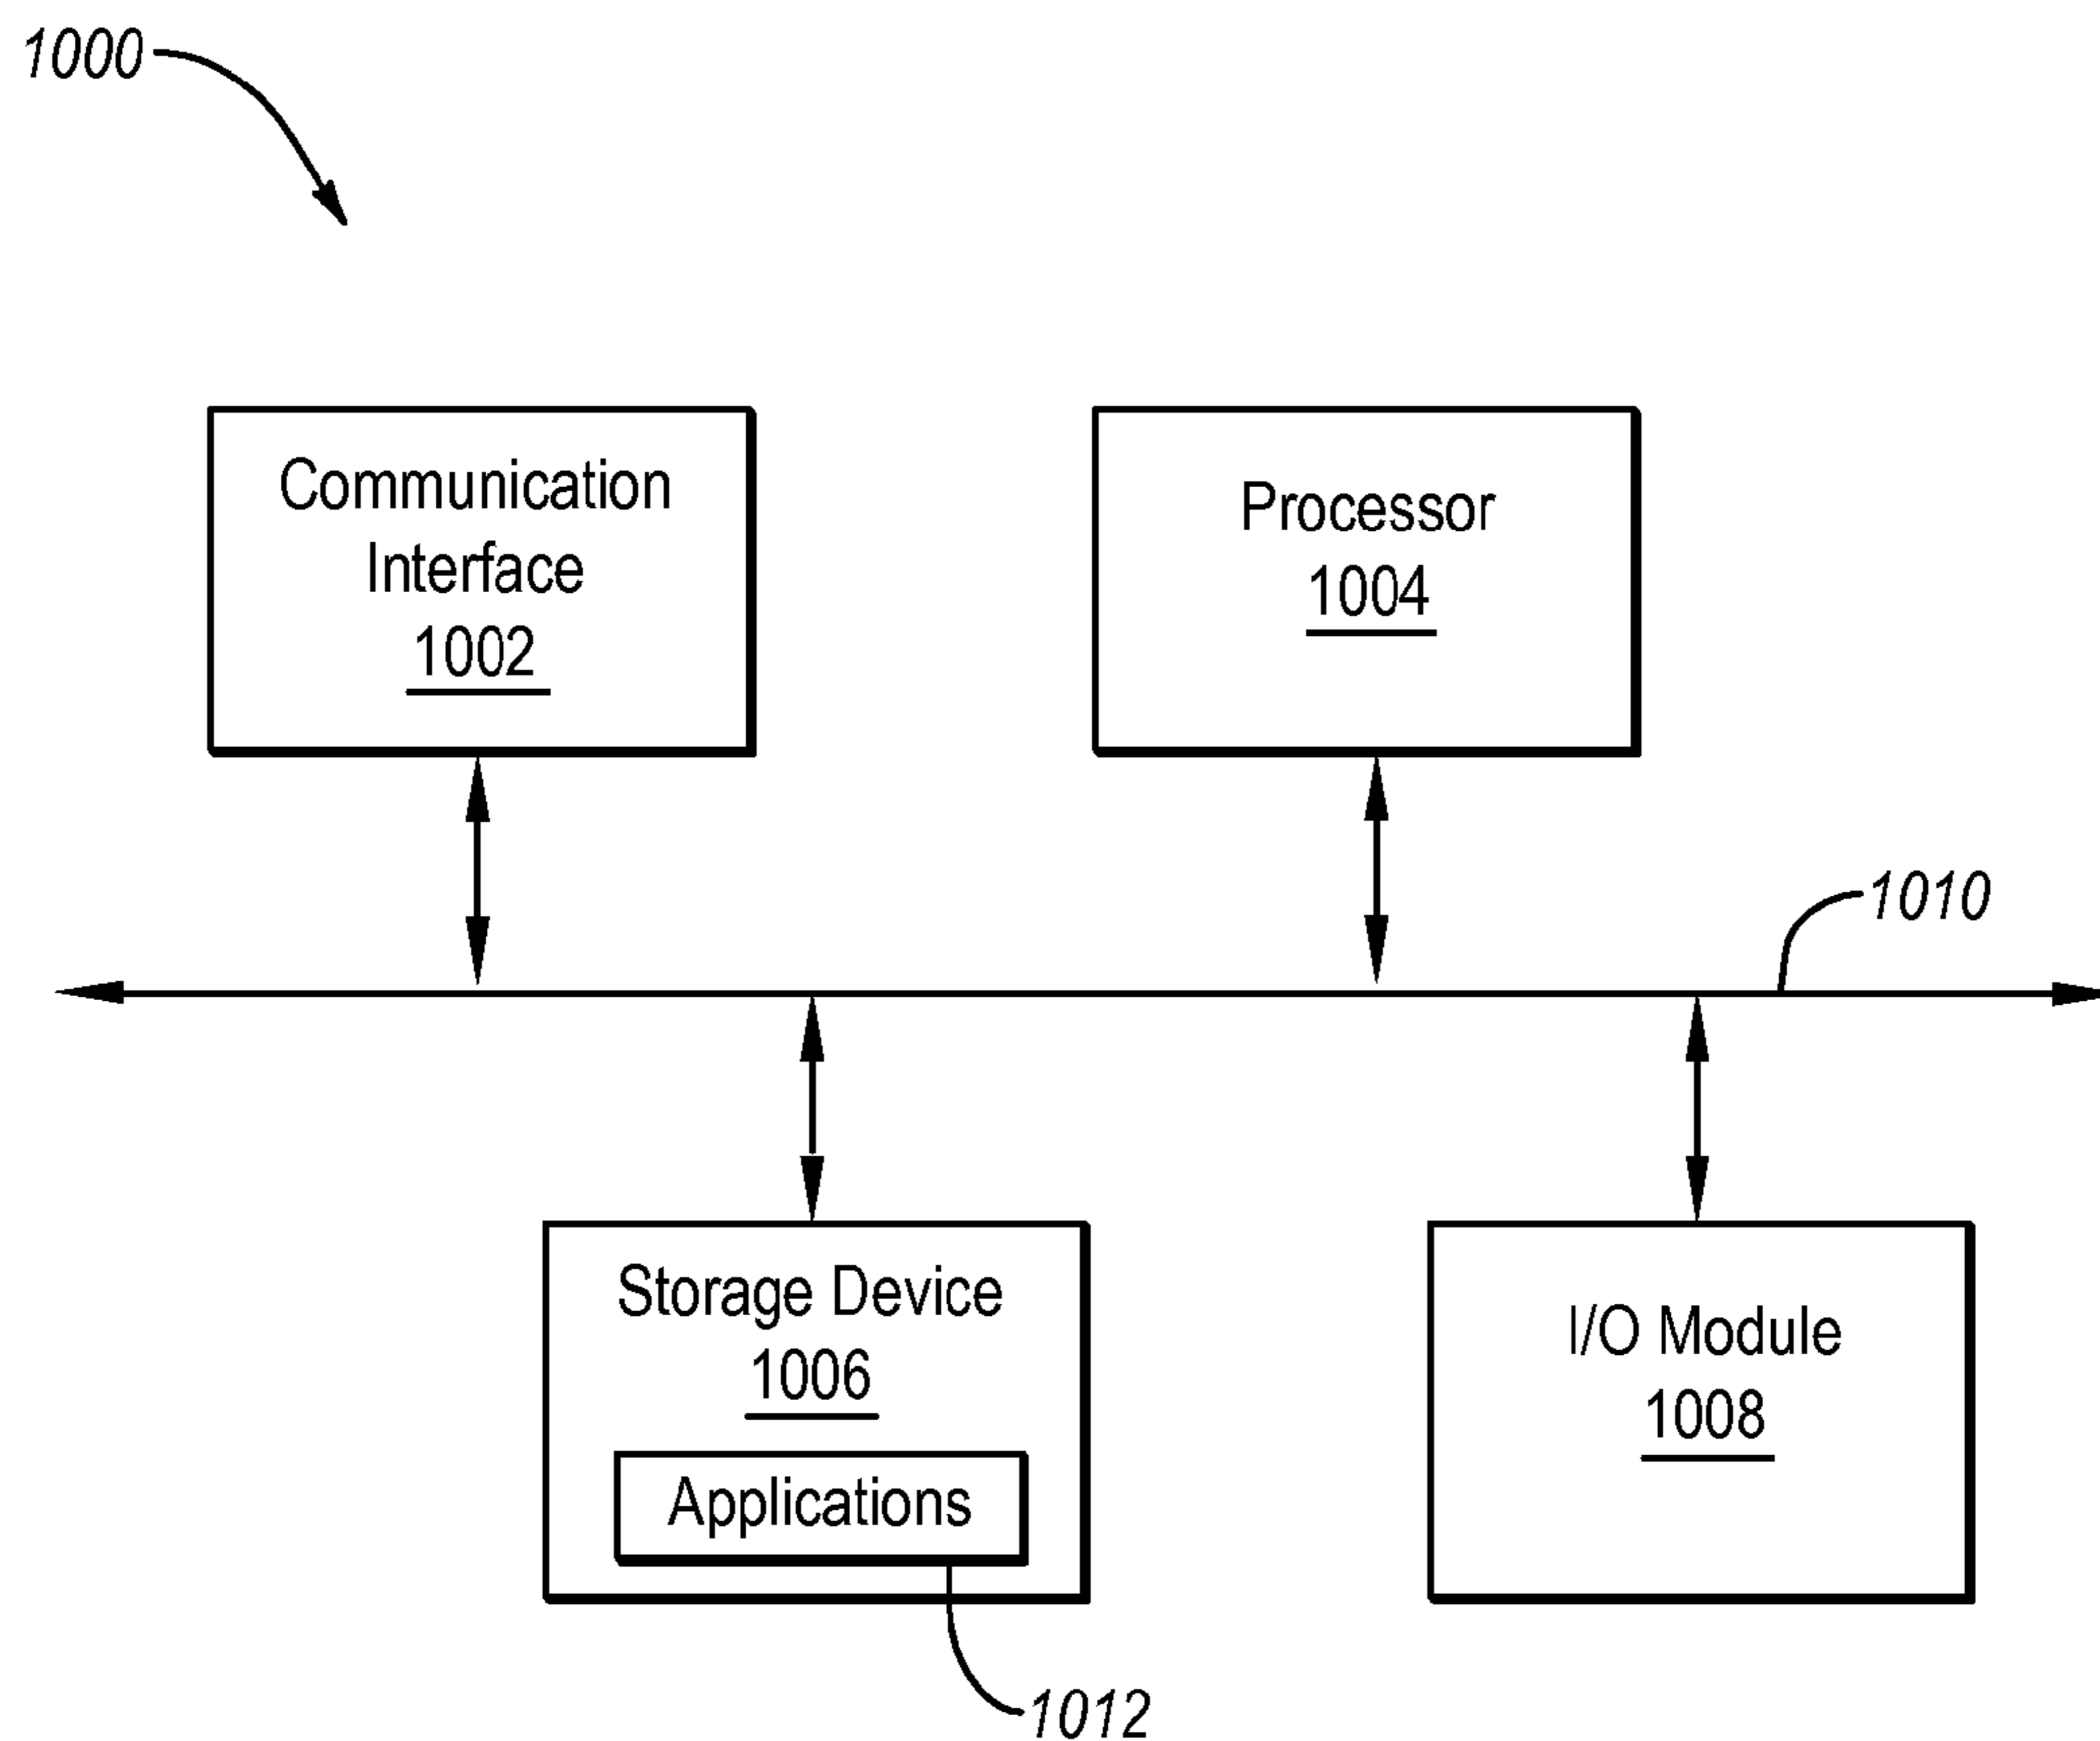 1000
Communication
Interface
1002
Processor
1004
1010
Storage Device
1006
Applications
I/O Module
1008
1012